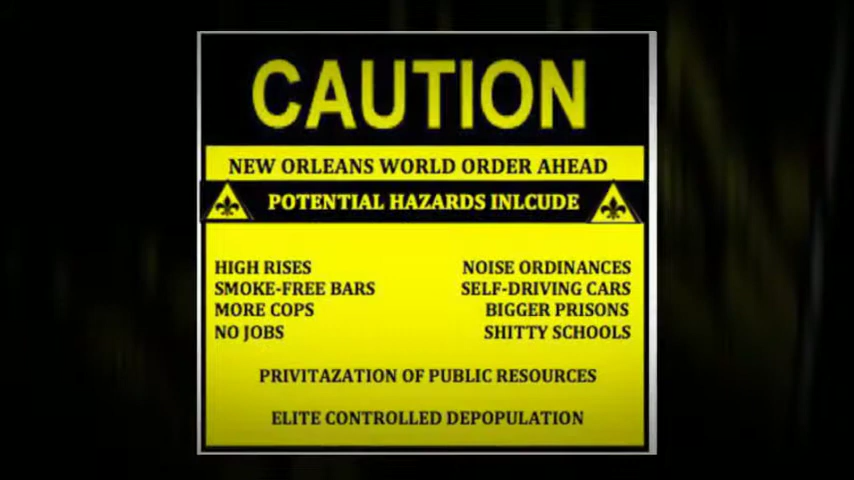 CAUTION
NEW ORLEANS WORLD ORDER AHEAD
POTENTIAL HAZARDS INLCUDE
HIGH RISES NOISE ORDINANCES
SMOKE-FREE BARS SELF-DRIVING CARS
MORE COPS BIGGER PRISONS
NO JOBS SHITTY SCHOOLS
PRIVITAZATION OF PUBLIC RESOURCES
ELITE CONTROLLED DEPOPULATION